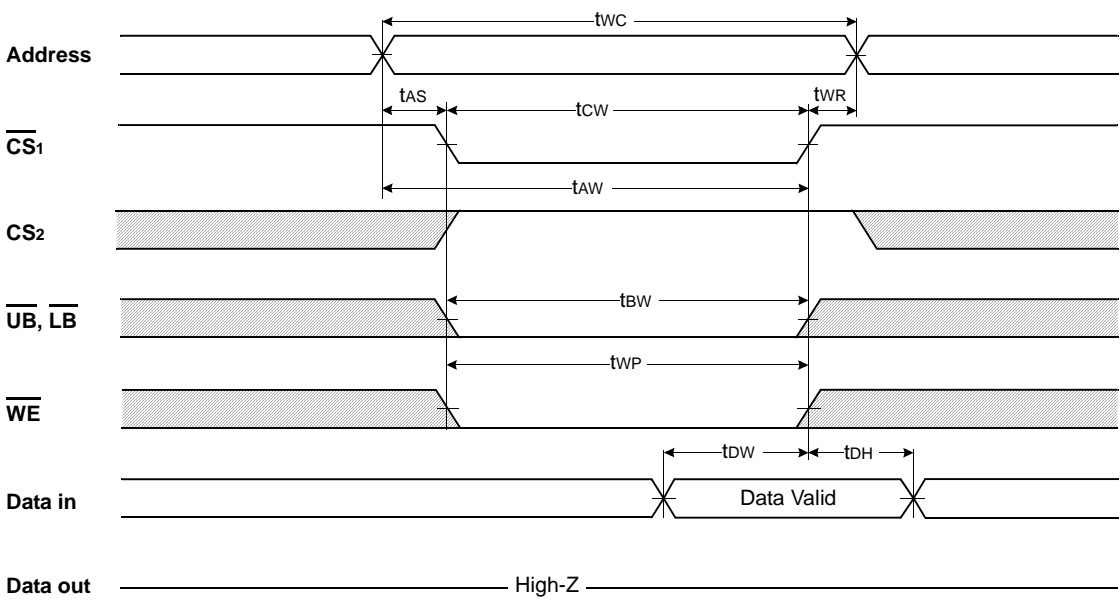 tWC
Address
tAS
tCW
tWR
CS1
tAW
CS2
tBW
UB, LB
tWP
WE
tDW
tDH
Data in
Data Valid
Data out
High-Z